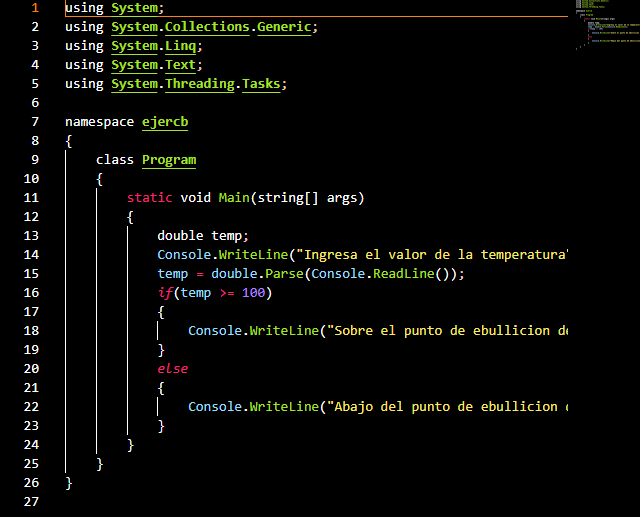 1 using System;
2 using System.Collections.Generic;
3 using System.Linq;
4 using System.Text;
5 using System.Threading.Tasks;
6
7 namespace ejercb
8 {
9     class Program
10     {
11         static void Main(string[] args)
12         {
13             double temp;
14             Console.WriteLine("Ingresa el valor de la temperatura"
15             temp = double.Parse(Console.ReadLine());
16             if(temp >= 100)
17             {
18                 Console.WriteLine("Sobre el punto de ebullicion de
19             }
20             else
21             {
22                 Console.WriteLine("Abajo del punto de ebullicion
23             }
24         }
25     }
26 }
27